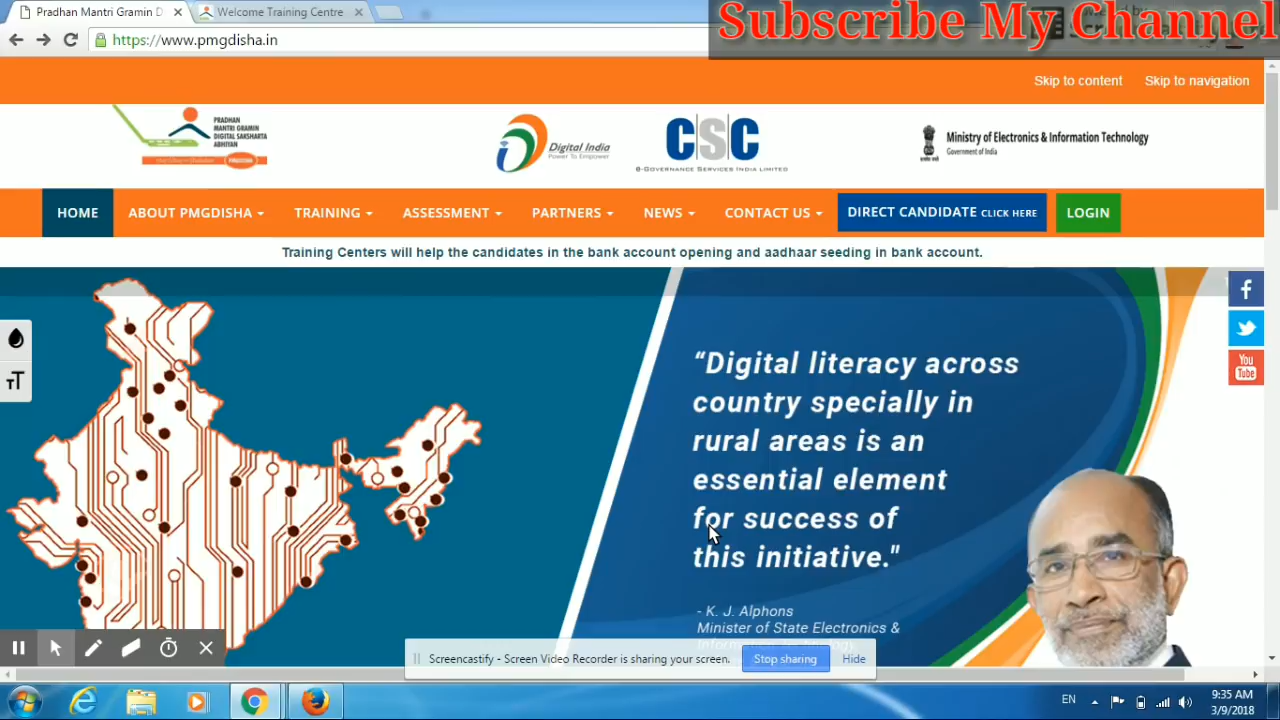 Pradhan Mantri Gramin D
Welcome Training Centre
Subscribe My Channel
https://www.pmgdisha.in
Skip to content
Skip to navigation
PRADHAN
MANTRI GRAMIN
DIGITAL SAKSHARTA
ABHIYAN
Digital India
Power To Empower
CSC
E-GOVERNANCE SERVICES INDIA LIMITED
Ministry of Electronics & Information Technology
Government of India
HOME
ABOUT PMGDISHA
TRAINING
ASSESSMENT
PARTNERS
NEWS
CONTACT US
DIRECT CANDIDATE CLICK HERE
LOGIN
Training Centers will help the candidates in the bank account opening and aadhaar seeding in bank account.
“Digital literacy across
country specially in
rural areas is an
essential element
for success of
this initiative."
- K. J. Alphons
Minister of State Electronics &
You
Tube
TT
Screencastify - Screen Video Recorder is sharing your screen.
Stop sharing
Hide
EN
9:35 AM
3/9/2018